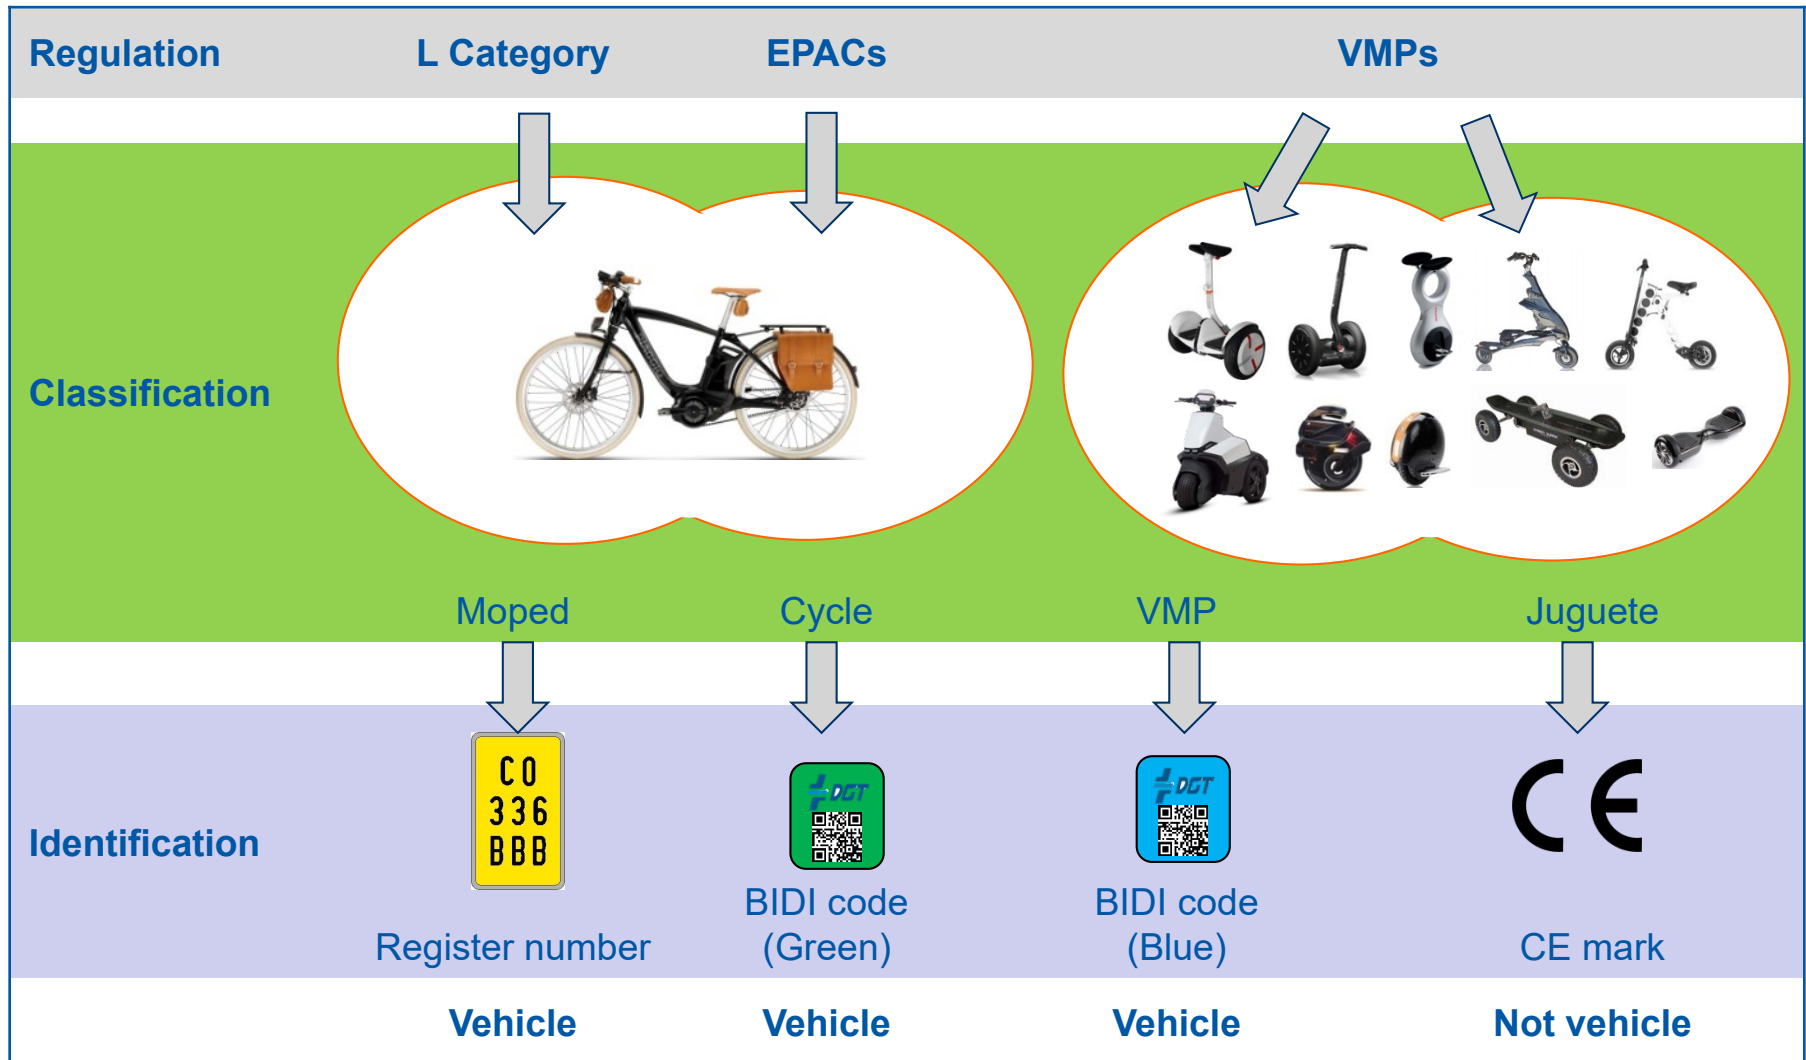 Regulation
L Category
EPACs
VMPs
Classification
Moped
Cycle
VMP
Juguete
Identification
CO
336
BBB
DGT
DGT
CE
Register number
BIDI code
(Green)
BIDI code
(Blue)
CE mark
Vehicle
Vehicle
Vehicle
Not vehicle